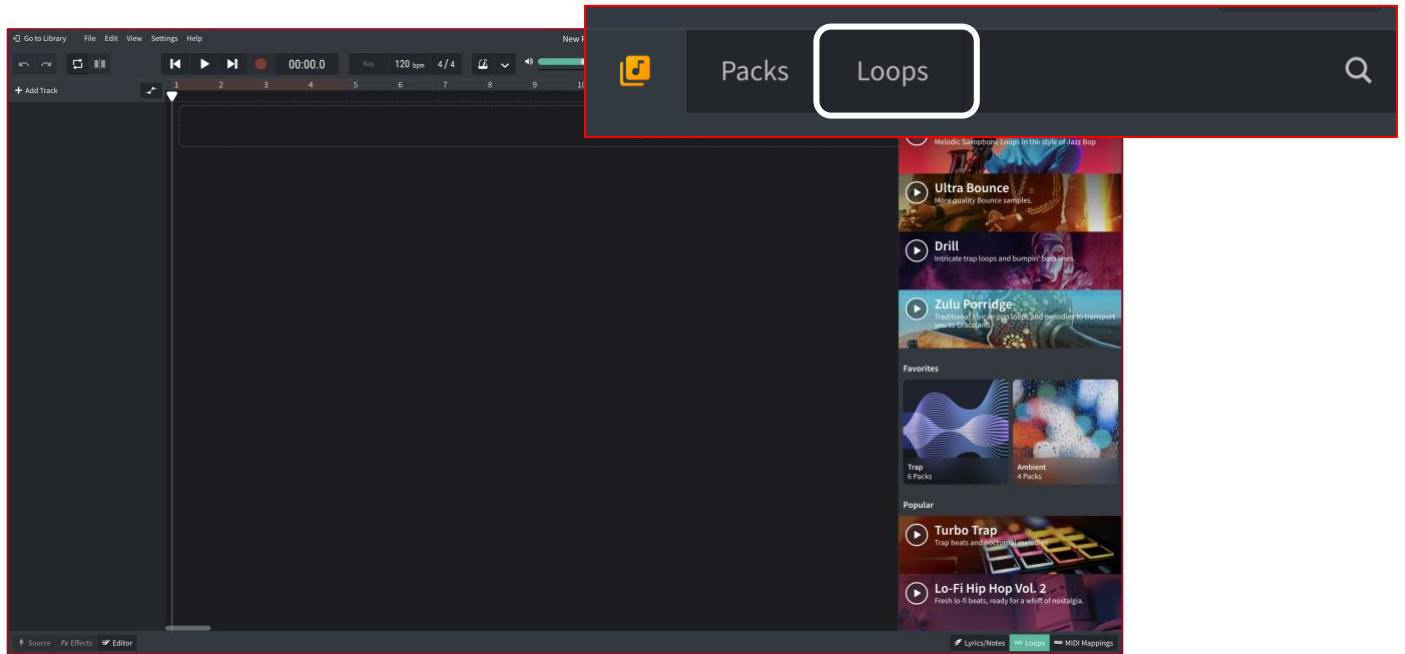 Go to Library File Edit View Settings Help
New
Packs Loops
00:00.0 Key 120 bpm 4 / 4
+ Add Track
1 2 3 4 5 6 7 8 9
Melodic Saxophone Loops in the style of Jazz Bop
Ultra Bounce
More quality Bounce samples.
Drill
Intricate trap loops and bumpin' bass lines.
Zulu Porridge
Traditional African pop loops and melodies to transport
you to Graceland.
Favorites
Trap
6 Packs
Ambient
4 Packs
Popular
Turbo Trap
Trap beats and nocturnal melodies.
Lo-Fi Hip Hop Vol. 2
Fresh lo-fi beats, ready for a whiff of nostalgia.
Source Fx Effects Editor
Lyrics/Notes Loops MIDI Mappings